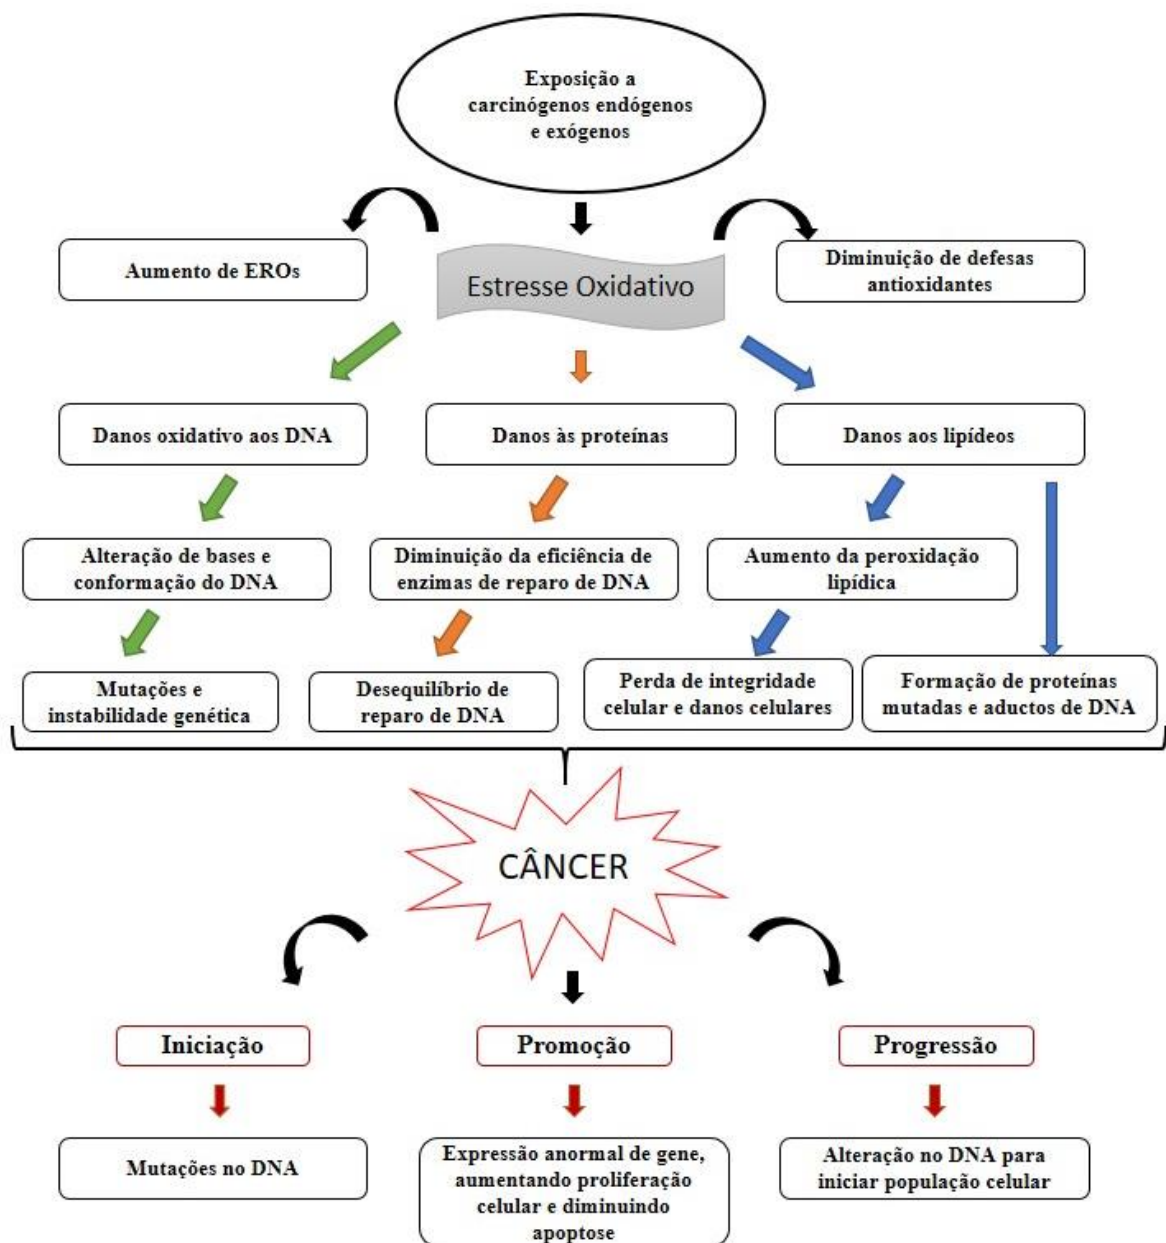 Exposição a
carcinógenos endógenos
e exógenos
Aumento de EROs
Estresse Oxidativo
Diminuição de defesas
antioxidantes
Danos oxidativo aos DNA
Danos às proteínas
Danos aos lipídeos
Alteração de bases e
conformação do DNA
Diminuição da eficiência de
enzimas de reparo de DNA
Aumento da peroxidação
lipídica
Mutações e
instabilidade genética
Desequilíbrio de
reparo de DNA
Perda de integridade
celular e danos celulares
Formação de proteínas
mutadas e aductos de DNA
CÂNCER
Iniciação
Promoção
Progressão
Mutações no DNA
Expressão anormal de gene,
aumentando proliferação
celular e diminuindo
apoptose
Alteração no DNA para
iniciar população celular